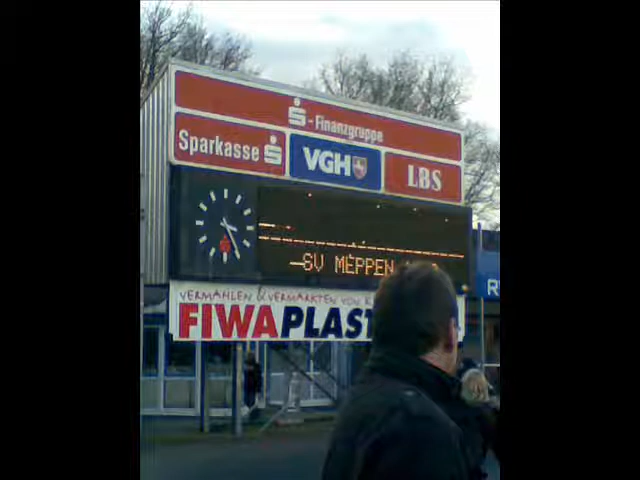 S - Finanzgruppe
Sparkasse S
VGH
LBS
SV MEPPEN
VERMAHLEN & VERMARKTEN VON
FIWAPLAST
R